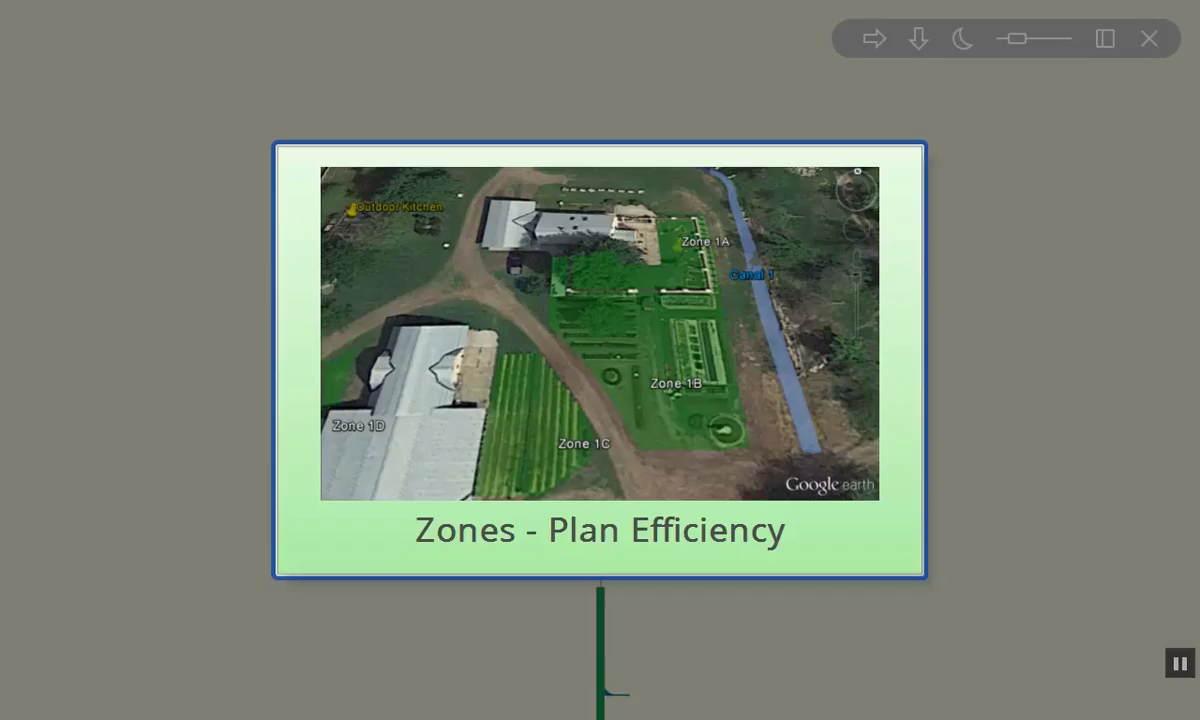 Outdoor Kitchen
Zone 1A
Canal 1
Zone 1B
Zone 1D
Zone 1C
Google earth
Zones - Plan Efficiency